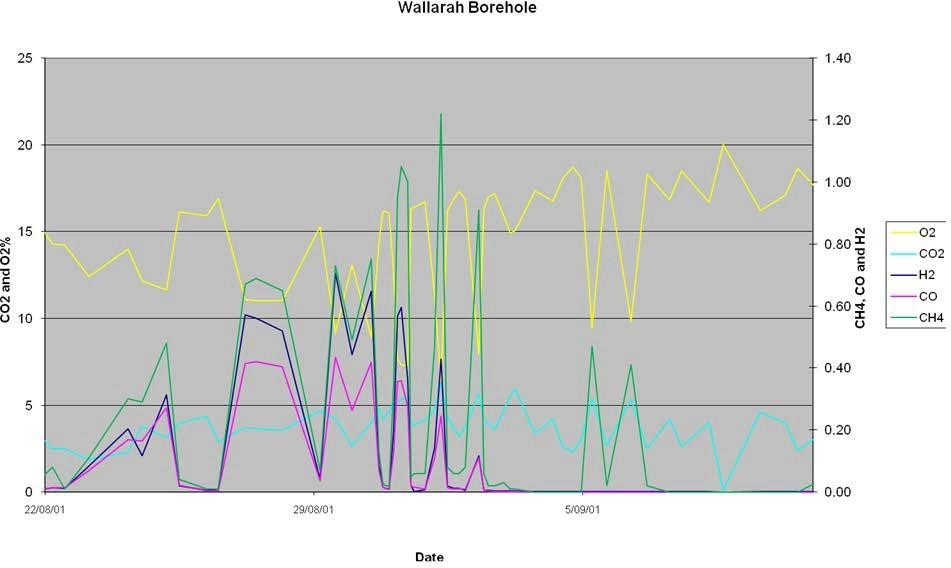 Wallarah Borehole
CO2 and O2%
25
20
15
10
5
0
1.40
1.20
1.00
0.80
0.60
0.40
0.20
0.00
CH4, CO and H2
O2
CO2
H2
CO
CH4
22/08/01
29/08/01
5/09/01
Date